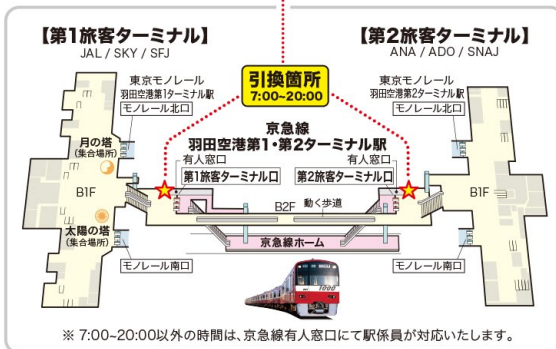 【第1旅客ターミナル】
JAL / SKY / SFJ
【第2旅客ターミナル】
ANA / ADO / SNAJ
引換箇所
7:00~20:00
東京モノレール
羽田空港第1ターミナル駅
モノレール北口
東京モノレール
羽田空港第2ターミナル駅
モノレール北口
京急線
羽田空港第1・第2ターミナル駅
月の塔
(集合場所)
有人窓口
第1旅客ターミナル口
有人窓口
第2旅客ターミナル口
B1F
B2F
動く歩道
B1F
太陽の塔
(集合場所)
京急線ホーム
モノレール南口
モノレール南口
1000
※ 7:00~20:00以外の時間は、京急線有人窓口にて駅係員が対応いたします。